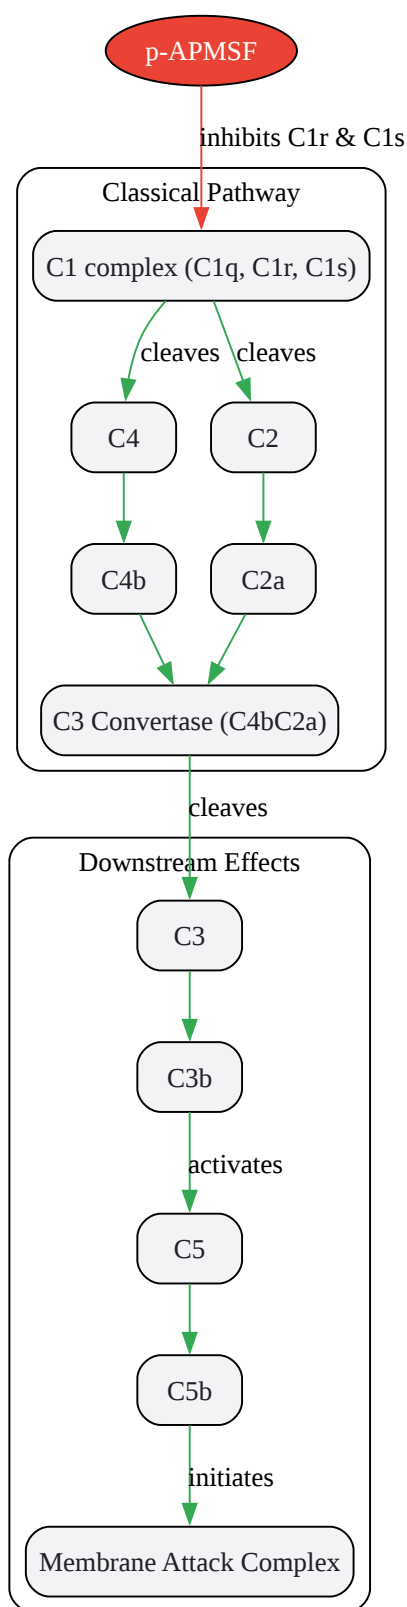 p-APMSF
inhibits C1r & C1s
Classical Pathway
C1 complex (C1q, C1r, C1s)
cleaves
cleaves
C4
C2
C4b
C2a
C3 Convertase (C4bC2a)
cleaves
Downstream Effects
C3
C3b
activates
C5
C5b
initiates
Membrane Attack Complex